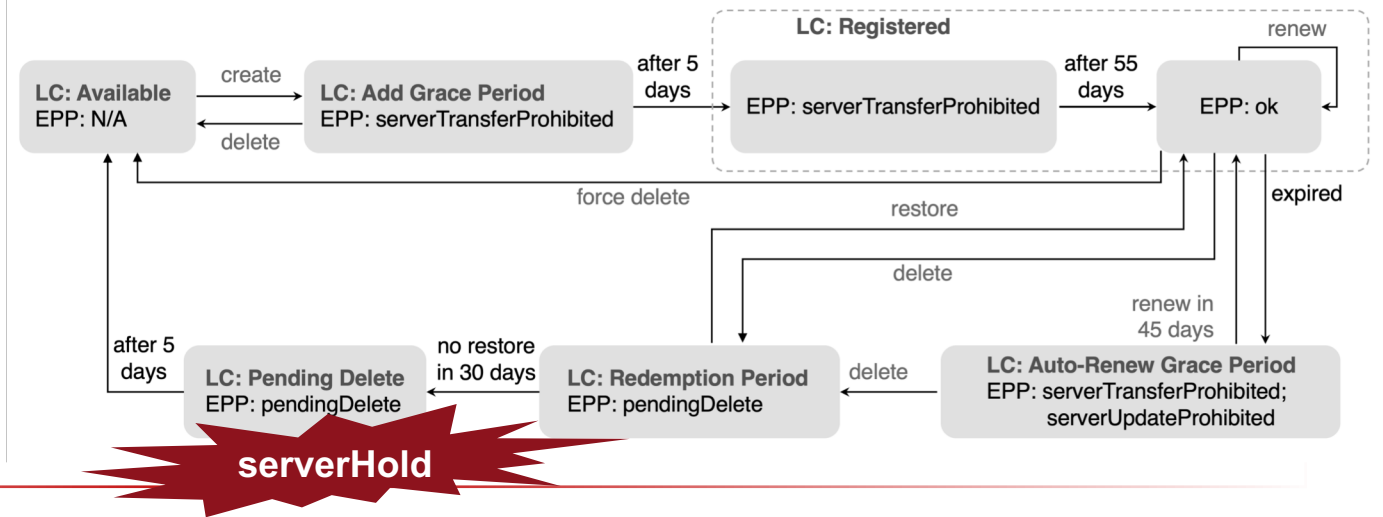 LC: Registered
renew
LC: Available
EPP: N/A
create
delete
LC: Add Grace Period
EPP: serverTransferProhibited
after 5
days
EPP: serverTransferProhibited
after 55
days
EPP: ok
force delete
restore
delete
expired
renew in
45 days
after 5
days
LC: Pending Delete
EPP: pendingDelete
no restore
in 30 days
LC: Redemption Period
EPP: pendingDelete
delete
LC: Auto-Renew Grace Period
EPP: serverTransferProhibited;
serverUpdateProhibited
serverHold